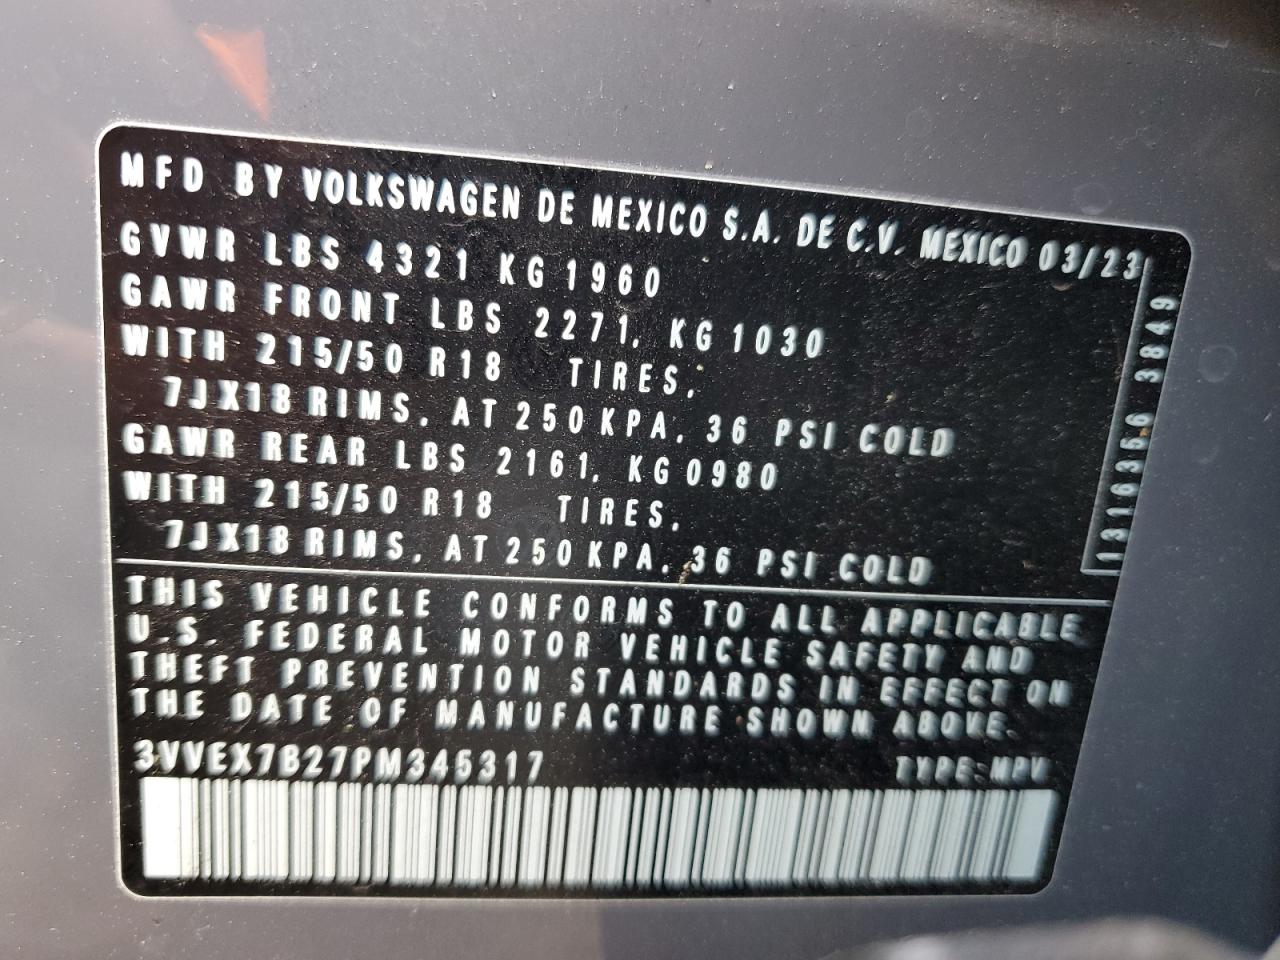 MFD BY VOLKSWAGEN DE MEXICO S.A. DE C.V. MEXICO 03/23
GVWR LBS 4321 KG 1960
GAWR FRONT LBS 2271, KG 1030
WITH 215/50 R18 TIRES,
7JX18 RIMS, AT 250 KPA, 36 PSI COLD
GAWR REAR LBS 2161, KG 0980
WITH 215/50 R18 TIRES,
7JX18 RIMS, AT 250 KPA, 36 PSI COLD
1316356 3849
THIS VEHICLE CONFORMS TO ALL APPLICABLE
U.S. FEDERAL MOTOR VEHICLE SAFETY AND
THEFT PREVENTION STANDARDS IN EFFECT ON
THE DATE OF MANUFACTURE SHOWN ABOVE.
3VVEX7B27PM345317 TYPE:MPV